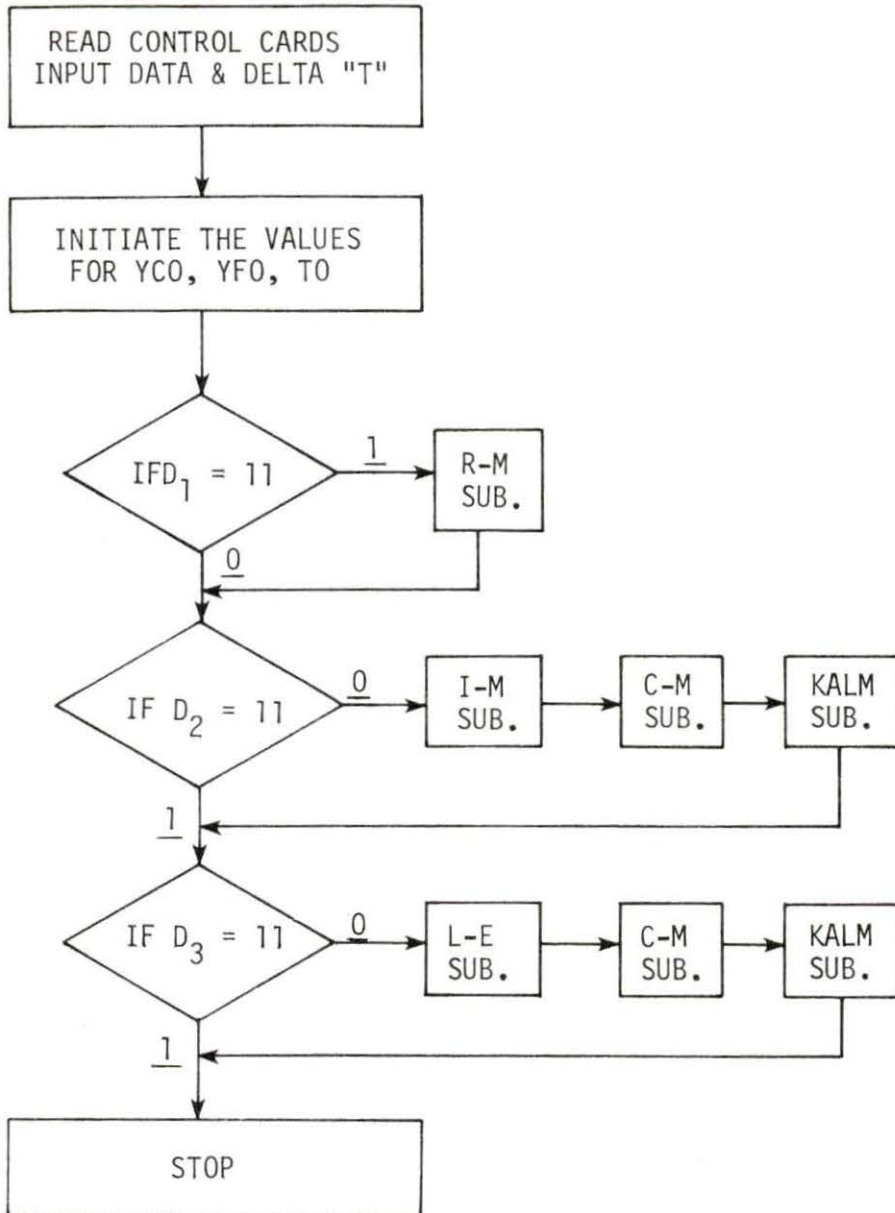 READ CONTROL CARDS
INPUT DATA & DELTA "T"
INITIATE THE VALUES
FOR YCO, YFO, TO
IFD1 = 11
1
R-M
SUB.
0
IF D2 = 11
0
I-M
SUB.
C-M
SUB.
KALM
SUB.
1
IF D3 = 11
0
L-E
SUB.
C-M
SUB.
KALM
SUB.
1
STOP